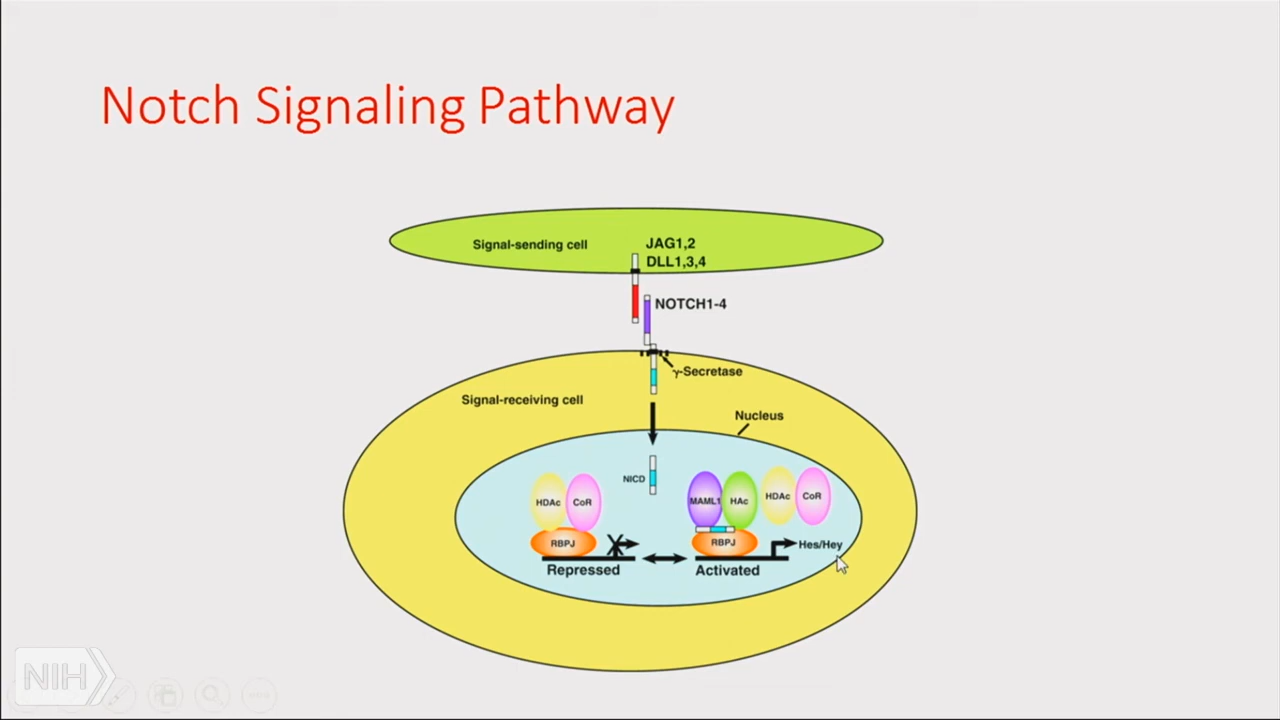 Notch Signaling Pathway
Signal-sending cell
JAG1,2
DLL1,3,4
NOTCH1-4
γ-Secretase
Signal-receiving cell
Nucleus
NICD
HDAc
CoR
RBPJ
Repressed
MAML1
HAc
HDAc
CoR
RBPJ
Hes/Hey
Activated
NIH